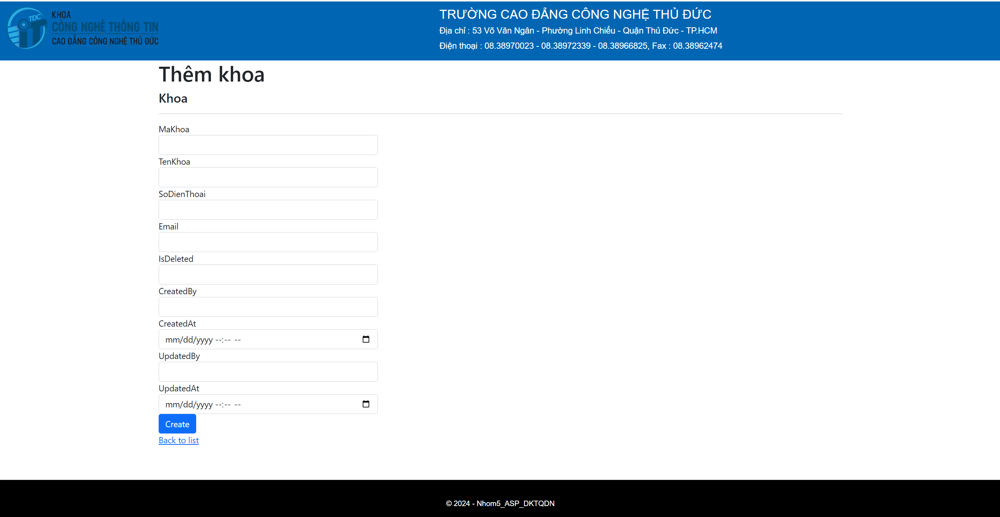 TDC
iT
KHOA
CÔNG NGHỆ THÔNG TIN
CAO ĐẲNG CÔNG NGHỆ THỦ ĐỨC
TRƯỜNG CAO ĐẲNG CÔNG NGHỆ THỦ ĐỨC
Địa chỉ : 53 Võ Văn Ngân - Phường Linh Chiểu - Quận Thủ Đức - TP.HCM
Điện thoại : 08.38970023 - 08.38972339 - 08.38966825, Fax : 08.38962474
Thêm khoa
Khoa
MaKhoa
TenKhoa
SoDienThoai
Email
IsDeleted
CreatedBy
CreatedAt
mm/dd/yyyy --:-- --
UpdatedBy
UpdatedAt
mm/dd/yyyy --:-- --
Create
Back to list
© 2024 - Nhom5_ASP_DKTQDN